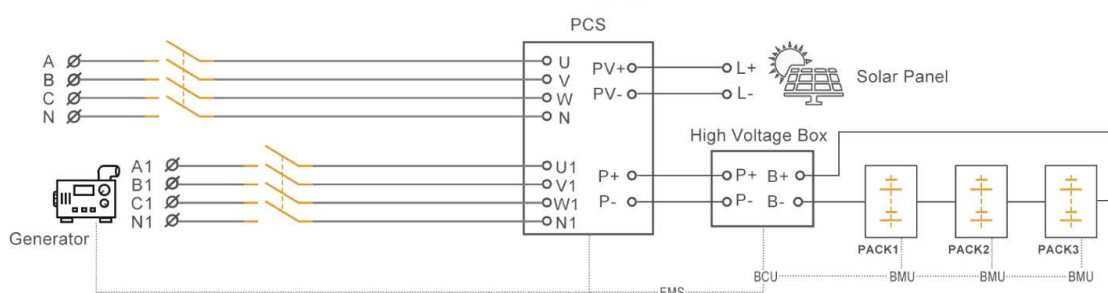 PCS
A
U
PV+
L+
Solar Panel
B
V
PV-
L-
C
W
N
N
High Voltage Box
A1
U1
P+
P+
B+
B1
V1
C1
W1
P-
P-
B-
N1
N1
Generator
PACK1
PACK2
PACK3
BCU
BMU
BMU
BMU
EMS